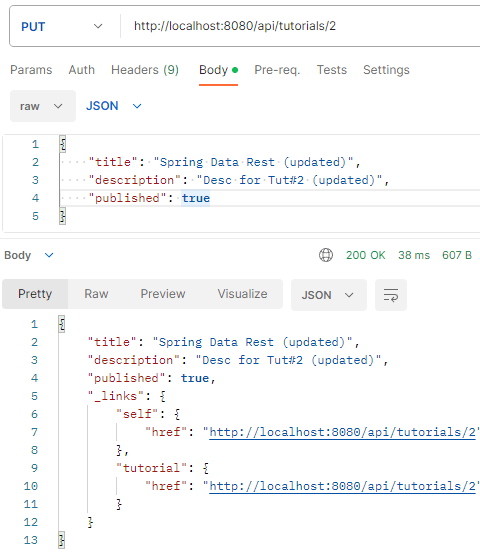 PUT http://localhost:8080/api/tutorials/2
Params Auth Headers (9) Body Pre-req. Tests Settings
raw JSON
1 {
2 "title": "Spring Data Rest (updated)",
3 "description": "Desc for Tut#2 (updated)",
4 "published": true
5 }
Body 200 OK 38 ms 607 B
Pretty Raw Preview Visualize JSON
1 {
2 "title": "Spring Data Rest (updated)",
3 "description": "Desc for Tut#2 (updated)",
4 "published": true,
5 "_links": {
6 "self": {
7 "href": "http://localhost:8080/api/tutorials/2"
8 },
9 "tutorial": {
10 "href": "http://localhost:8080/api/tutorials/2"
11 }
12 }
13 }